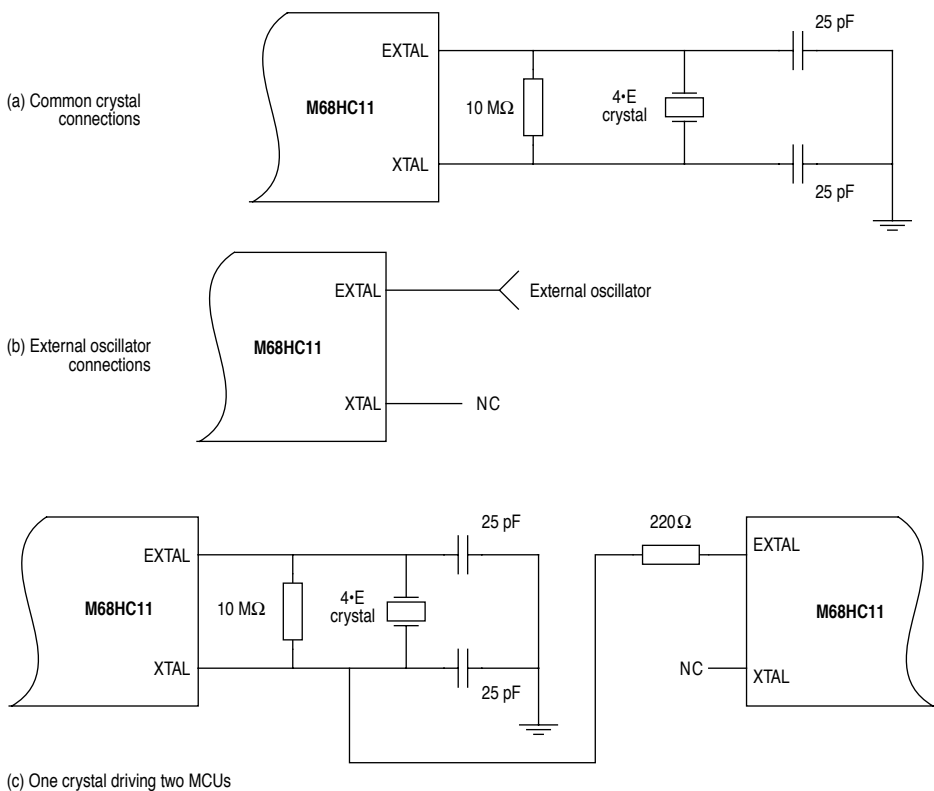 25 pF
EXTAL
(a) Common crystal
connections
M68HC11
10 MΩ
4•E
crystal
XTAL
25 pF
EXTAL
External oscillator
(b) External oscillator
connections
M68HC11
XTAL
NC
25 pF
220Ω
EXTAL
EXTAL
M68HC11
10 MΩ
4•E
crystal
M68HC11
XTAL
NC
XTAL
25 pF
(c) One crystal driving two MCUs